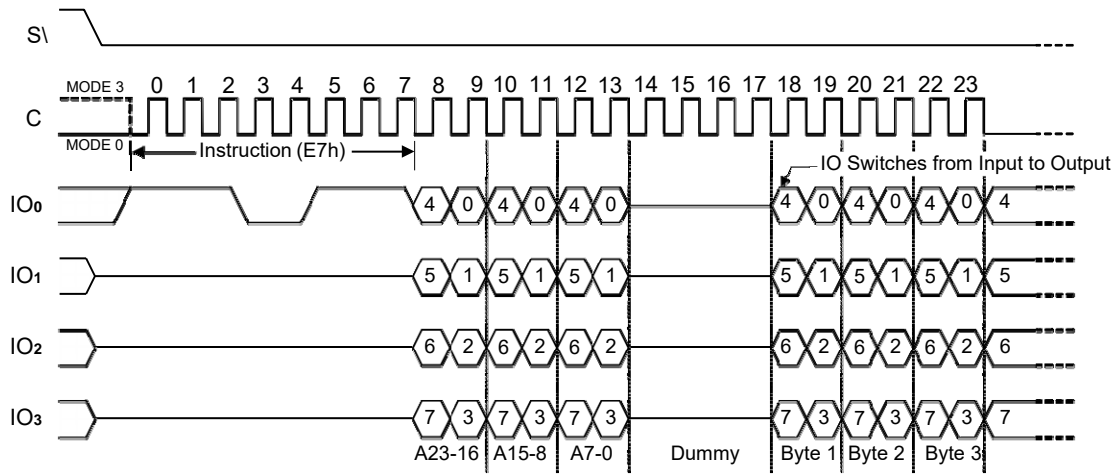 S\
MODE 3
0 1 2 3 4 5 6 7 8 9 10 11 12 13 14 15 16 17 18 19 20 21 22 23
C
MODE 0
Instruction (E7h)
IO Switches from Input to Output
IO0
4 0 4 0 4 0 4 0 4 0 4 0 4
IO1
5 1 5 1 5 1 5 1 5 1 5 1 5
IO2
6 2 6 2 6 2 6 2 6 2 6 2 6
IO3
7 3 7 3 7 3 7 3 7 3 7 3 7
A23-16 A15-8 A7-0 Dummy Byte 1 Byte 2 Byte 3